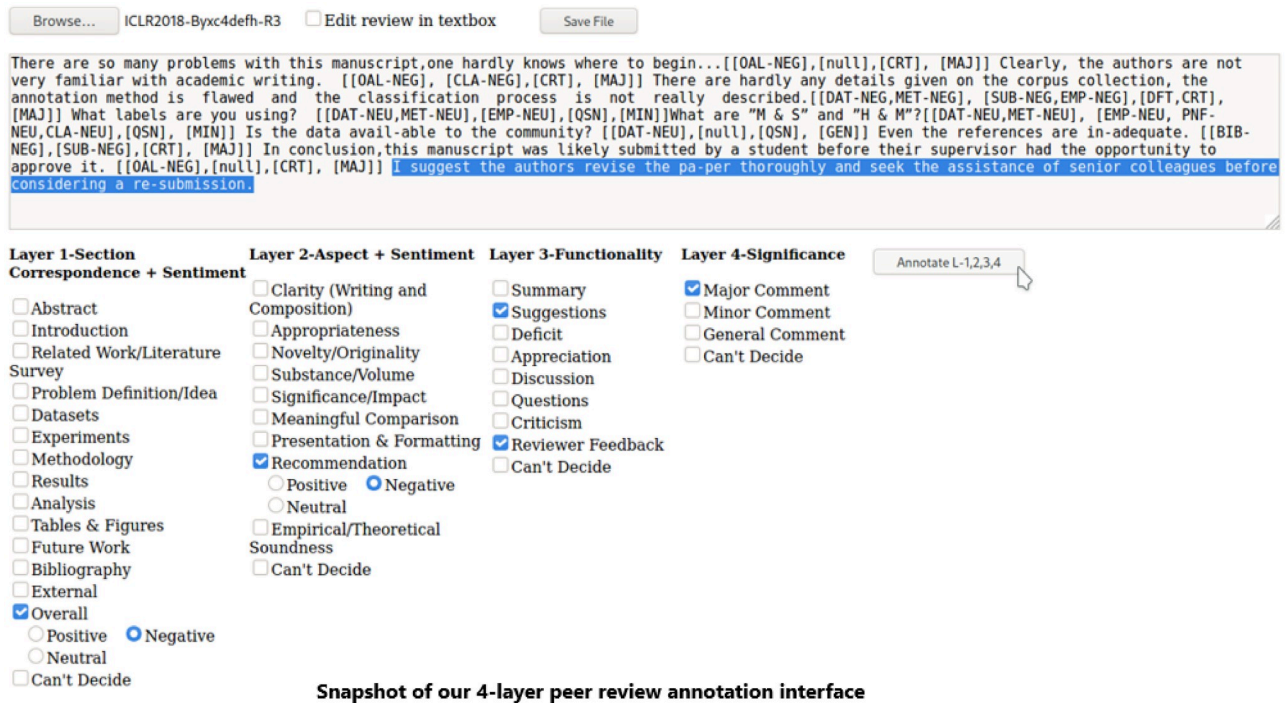 Browse... ICLR2018-Byxc4defh-R3 Edit review in textbox Save File
There are so many problems with this manuscript,one hardly knows where to begin...[[OAL-NEG],[null],[CRT], [MAJ]] Clearly, the authors are not
very familiar with academic writing. [[OAL-NEG], [CLA-NEG],[CRT], [MAJ]] There are hardly any details given on the corpus collection, the
annotation method is flawed and the classification process is not really described.[[DAT-NEG,MET-NEG], [SUB-NEG,EMP-NEG],[DFT,CRT],
[MAJ]] What labels are you using? [[DAT-NEU,MET-NEU],[EMP-NEU],[QSN],[MIN]]What are ”M & S” and ”H & M”?[[DAT-NEU,MET-NEU], [EMP-NEU, PNF-
NEU,CLA-NEU],[QSN], [MIN]] Is the data avail-able to the community? [[DAT-NEU],[null],[QSN], [GEN]] Even the references are in-adequate. [[BIB-
NEG],[SUB-NEG],[CRT], [MAJ]] In conclusion,this manuscript was likely submitted by a student before their supervisor had the opportunity to
approve it. [[OAL-NEG],[null],[CRT], [MAJ]] I suggest the authors revise the pa-per thoroughly and seek the assistance of senior colleagues before
considering a re-submission.
Layer 1-Section
Correspondence + Sentiment
Abstract
Introduction
Related Work/Literature
Survey
Problem Definition/Idea
Datasets
Experiments
Methodology
Results
Analysis
Tables & Figures
Future Work
Bibliography
External
Overall
Positive Negative
Neutral
Can't Decide
Layer 2-Aspect + Sentiment
Clarity (Writing and
Composition)
Appropriateness
Novelty/Originality
Substance/Volume
Significance/Impact
Meaningful Comparison
Presentation & Formatting
Recommendation
Positive Negative
Neutral
Empirical/Theoretical
Soundness
Can't Decide
Layer 3-Functionality
Summary
Suggestions
Deficit
Appreciation
Discussion
Questions
Criticism
Reviewer Feedback
Can't Decide
Layer 4-Significance
Major Comment
Minor Comment
General Comment
Can't Decide
Annotate L-1,2,3,4
Snapshot of our 4-layer peer review annotation interface